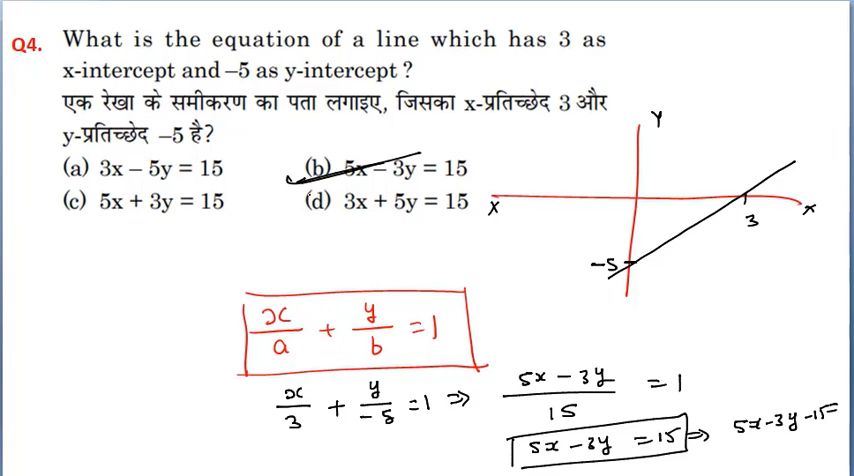 Q4. What is the equation of a line which has 3 as
x-intercept and –5 as y-intercept ?
एक रेखा के समीकरण का पता लगाइए, जिसका x-प्रतिच्छेद 3 और
y-प्रतिच्छेद –5 है?
(a) 3x – 5y = 15 (b) 5x – 3y = 15
(c) 5x + 3y = 15 (d) 3x + 5y = 15
Y
X x
3
–5
x/a + y/b = 1
x/3 + y/–5 = 1 ⇒ 5x – 3y/15 = 1
5x – 3y = 15 ⇒ 5x–3y–15=